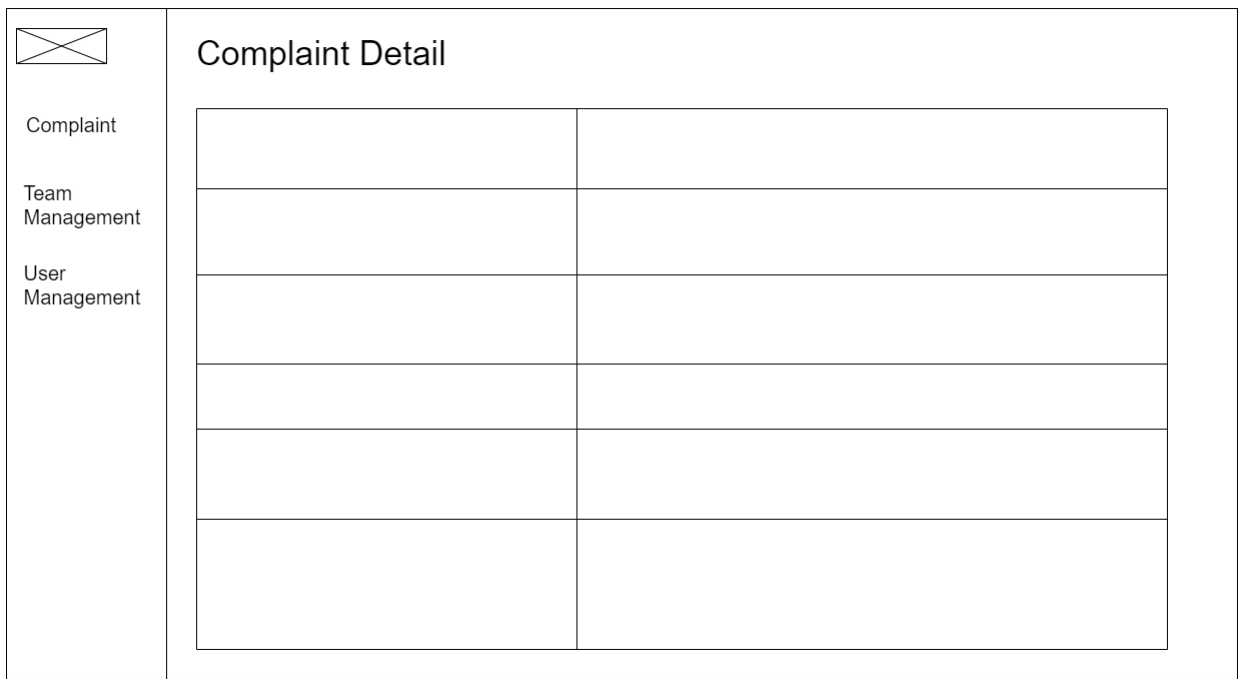 Complaint Detail
Complaint
Team
Management
User
Management